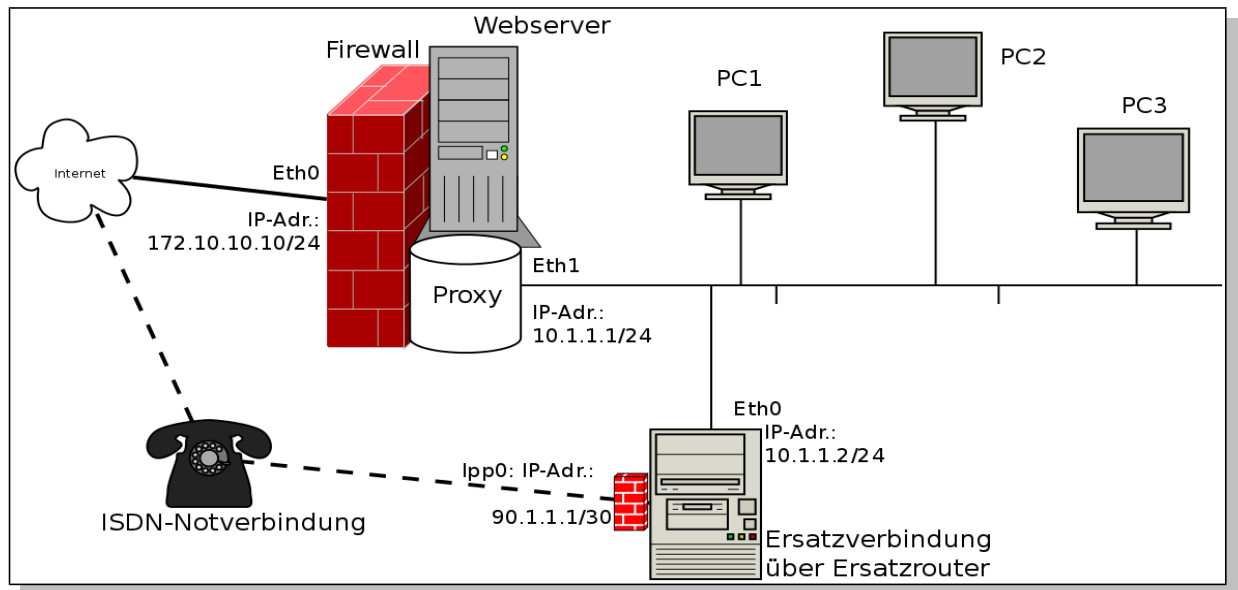 Webserver
Firewall
PC1
PC2
PC3
Internet
Eth0
IP-Adr.:
172.10.10.10/24
Proxy
Eth1
IP-Adr.:
10.1.1.1/24
Eth0
IP-Adr.:
10.1.1.2/24
Ipp0: IP-Adr.:
90.1.1.1/30
ISDN-Notverbindung
Ersatzverbindung
über Ersatzrouter